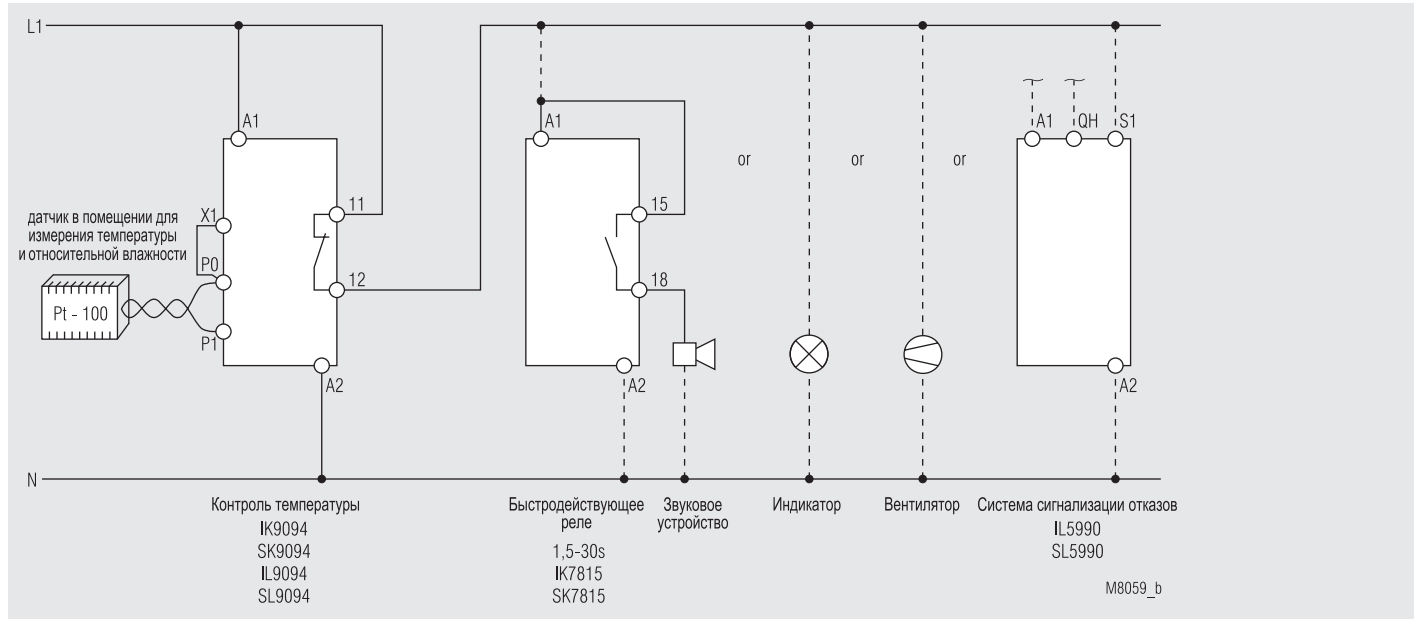 L1
A1
A1
A1
QH
S1
or
or
or
11
15
датчик в помещении для
измерения температуры
и относительной влажности
X1
P0
12
18
Pt - 100
P1
A2
A2
A2
N
Контроль температуры
IK9094
SK9094
IL9094
SL9094
Быстродействующее
реле
1,5-30s
IK7815
SK7815
Звуковое
устройство
Индикатор
Вентилятор
Система сигнализации отказов
IL5990
SL5990
M8059_b